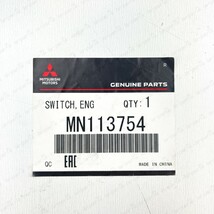 MITSUBISHI
MOTORS
GENUINE PARTS
SWITCH, ENG QTY: 1
MN113754
QC EAC MADE IN CHINA